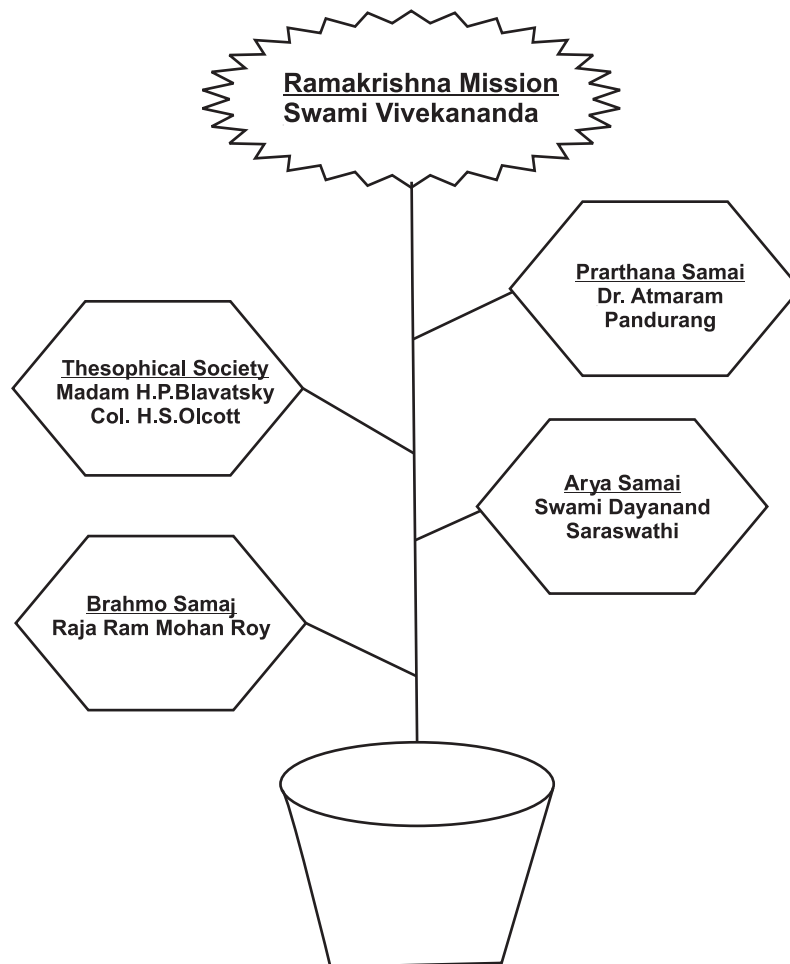 Ramakrishna Mission
Swami Vivekananda
Prarthana Samai
Dr. Atmaram
Pandurang
Thesophical Society
Madam H.P.Blavatsky
Col. H.S.Olcott
Arya Samai
Swami Dayanand
Saraswathi
Brahmo Samaj
Raja Ram Mohan Roy